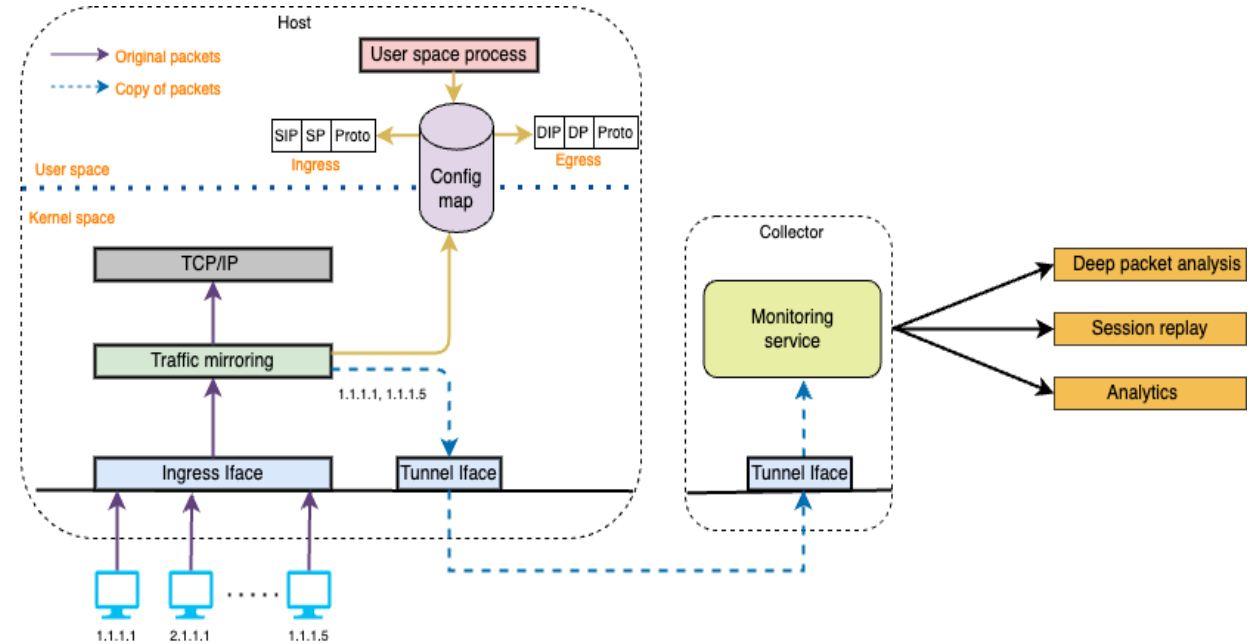 Host
User space process
Original packets
Copy of packets
SIP SP Proto
DIP DP Proto
Ingress
Egress
User space
Config
map
Kernel space
Collector
TCP/IP
Deep packet analysis
Monitoring
service
Session replay
Traffic mirroring
1.1.1.1, 1.1.1.5
Analytics
Ingress Iface
Tunnel Iface
Tunnel Iface
1.1.1.1
2.1.1.1
1.1.1.5